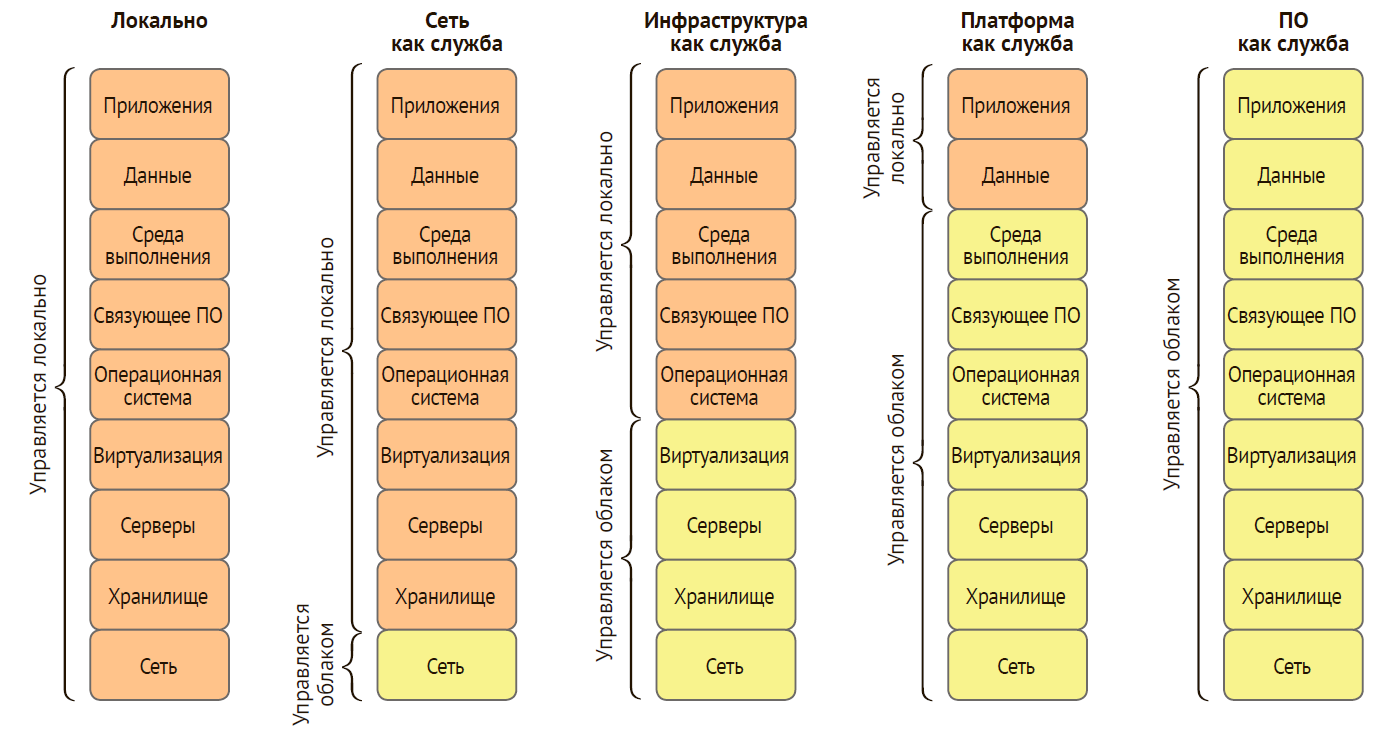 Локально
Управляется локально
Приложения
Данные
Среда
выполнения
Связующее ПО
Операционная
система
Виртуализация
Серверы
Хранилище
Сеть
Сеть
как служба
Управляется локально
Управляется
облаком
Приложения
Данные
Среда
выполнения
Связующее ПО
Операционная
система
Виртуализация
Серверы
Хранилище
Сеть
Инфраструктура
как служба
Управляется локально
Управляется облаком
Приложения
Данные
Среда
выполнения
Связующее ПО
Операционная
система
Виртуализация
Серверы
Хранилище
Сеть
Платформа
как служба
Управляется
локально
Управляется облаком
Приложения
Данные
Среда
выполнения
Связующее ПО
Операционная
система
Виртуализация
Серверы
Хранилище
Сеть
ПО
как служба
Управляется облаком
Приложения
Данные
Среда
выполнения
Связующее ПО
Операционная
система
Виртуализация
Серверы
Хранилище
Сеть